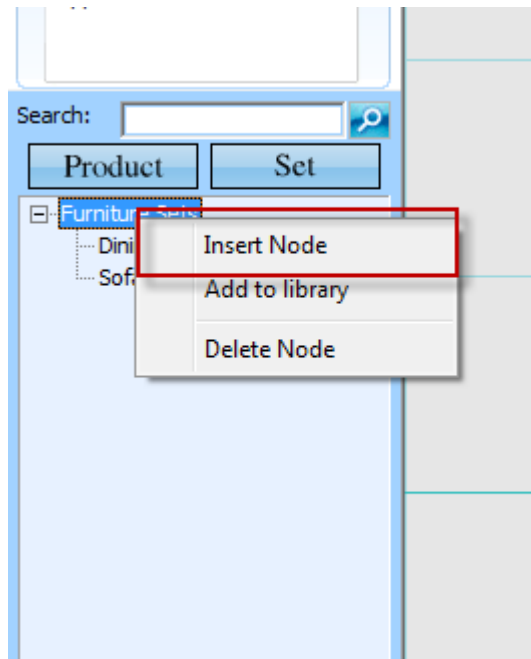 Search:
Product Set
Furniture Sets
Insert Node
Add to library
Delete Node